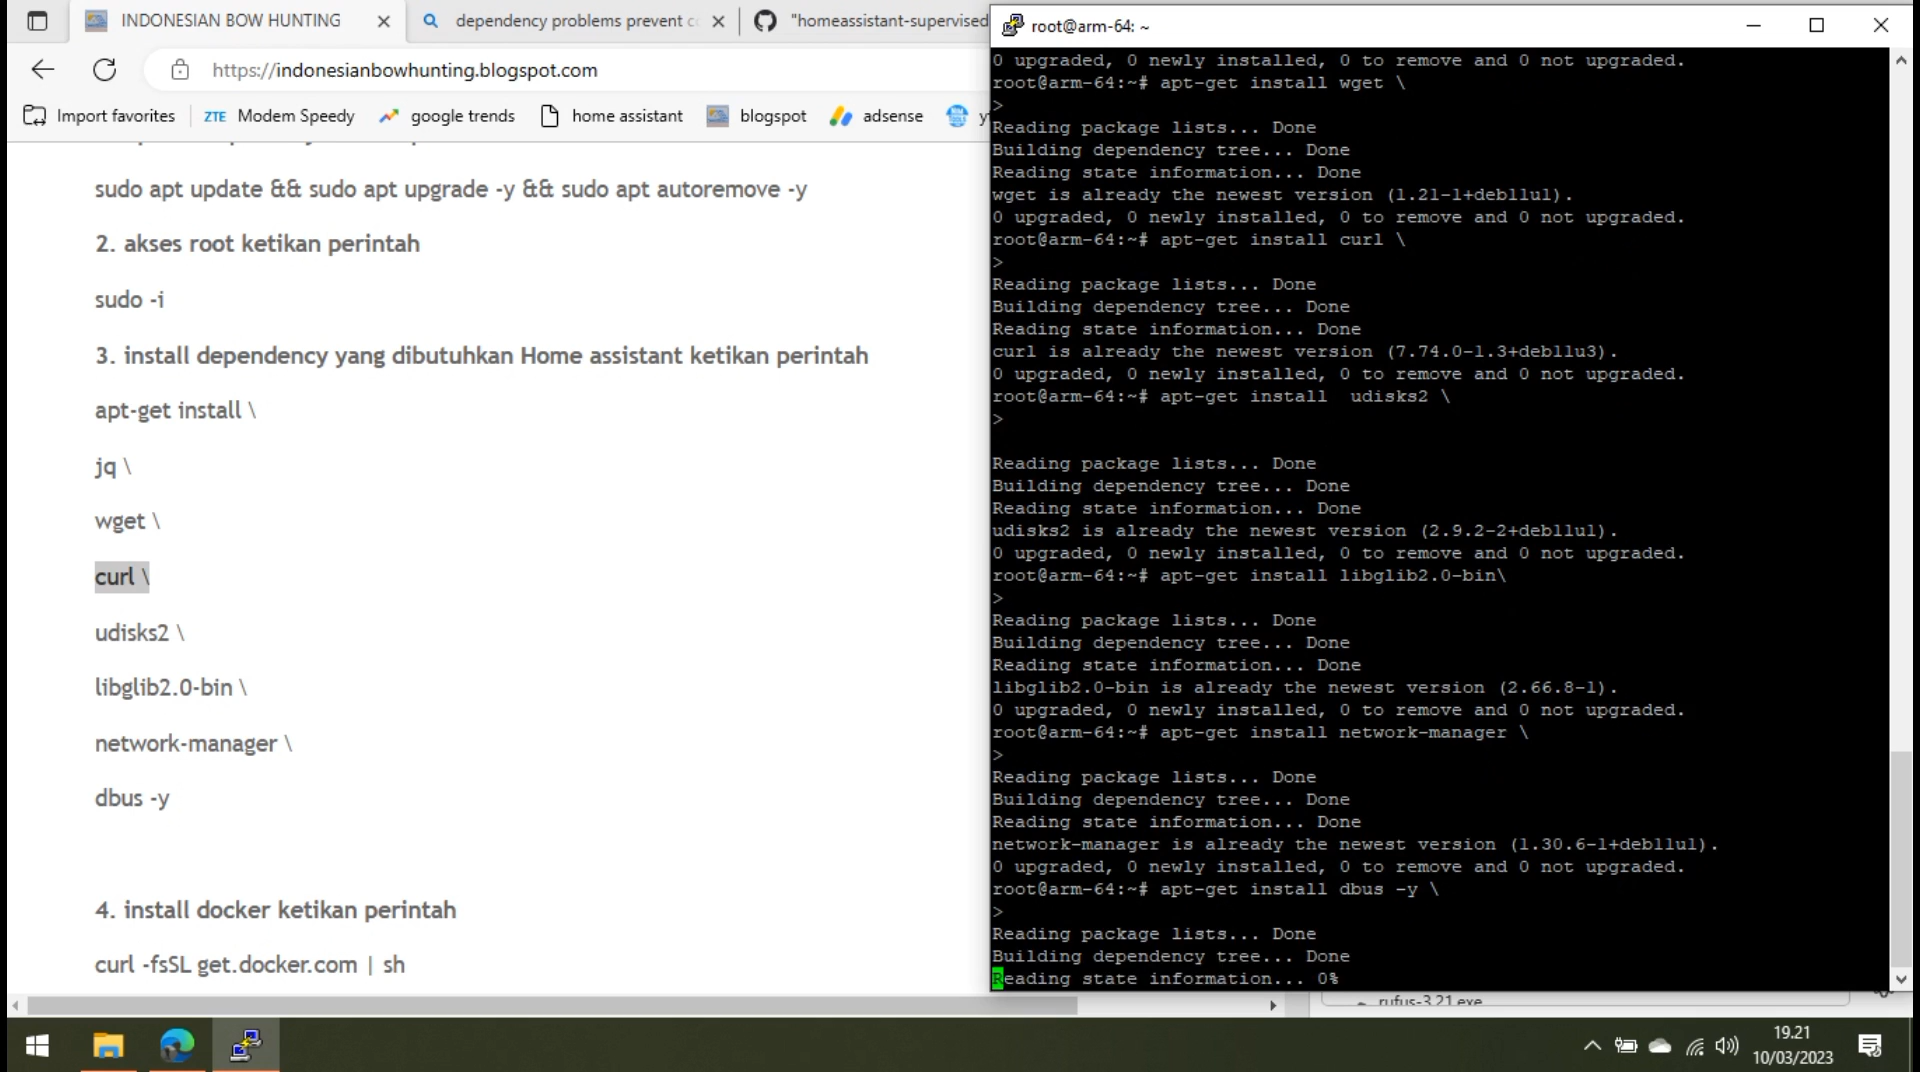 INDONESIAN BOW HUNTING
dependency problems prevent c
"homeassistant-supervised
https://indonesianbowhunting.blogspot.com
Import favorites
ZTE Modem Speedy
google trends
home assistant
blogspot
adsense
sudo apt update && sudo apt upgrade -y && sudo apt autoremove -y
2. akses root ketikan perintah
sudo -i
3. install dependency yang dibutuhkan Home assistant ketikan perintah
apt-get install \
jq \
wget \
curl \
udisks2 \
libglib2.0-bin \
network-manager \
dbus -y
4. install docker ketikan perintah
curl -fsSL get.docker.com | sh
root@arm-64: ~
0 upgraded, 0 newly installed, 0 to remove and 0 not upgraded.
root@arm-64:~# apt-get install wget \
>
Reading package lists... Done
Building dependency tree... Done
Reading state information... Done
wget is already the newest version (1.21-1+deb11u1).
0 upgraded, 0 newly installed, 0 to remove and 0 not upgraded.
root@arm-64:~# apt-get install curl \
>
Reading package lists... Done
Building dependency tree... Done
Reading state information... Done
curl is already the newest version (7.74.0-1.3+deb11u3).
0 upgraded, 0 newly installed, 0 to remove and 0 not upgraded.
root@arm-64:~# apt-get install  udisks2 \
>
Reading package lists... Done
Building dependency tree... Done
Reading state information... Done
udisks2 is already the newest version (2.9.2-2+deb11u1).
0 upgraded, 0 newly installed, 0 to remove and 0 not upgraded.
root@arm-64:~# apt-get install libglib2.0-bin\
>
Reading package lists... Done
Building dependency tree... Done
Reading state information... Done
libglib2.0-bin is already the newest version (2.66.8-1).
0 upgraded, 0 newly installed, 0 to remove and 0 not upgraded.
root@arm-64:~# apt-get install network-manager \
>
Reading package lists... Done
Building dependency tree... Done
Reading state information... Done
network-manager is already the newest version (1.30.6-1+deb11u1).
0 upgraded, 0 newly installed, 0 to remove and 0 not upgraded.
root@arm-64:~# apt-get install dbus -y \
>
Reading package lists... Done
Building dependency tree... Done
Reading state information... 0%
rufus-3.21.exe
19.21
10/03/2023